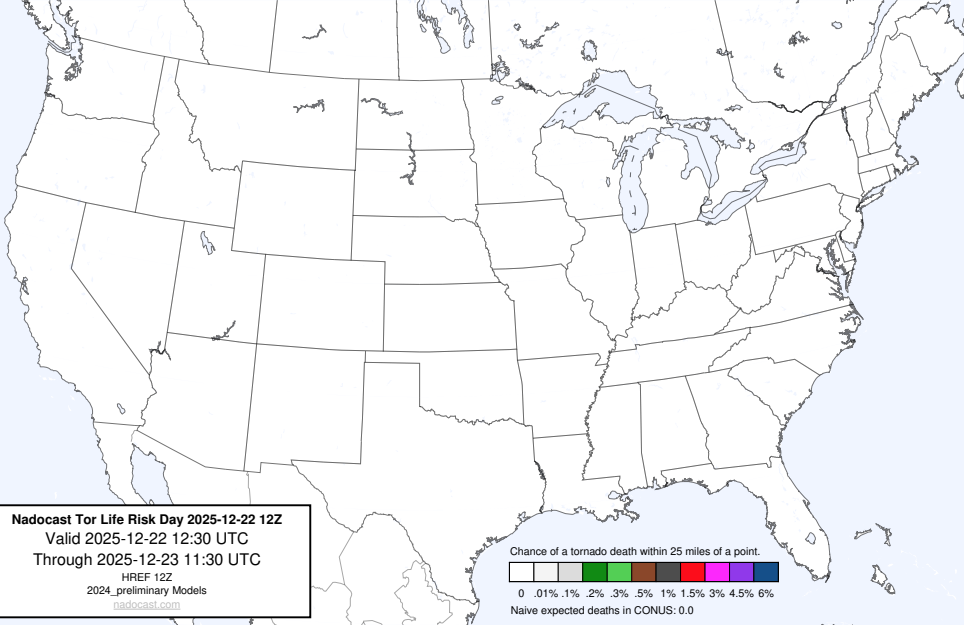 Nadocast Tor Life Risk Day 2025-12-22 12Z
Valid 2025-12-22 12:30 UTC
Through 2025-12-23 11:30 UTC
HREF 12Z
2024_preliminary Models
nadocast.com
Chance of a tornado death within 25 miles of a point.
0 .01% .1% .2% .3% .5% 1% 1.5% 3% 4.5% 6%
Naive expected deaths in CONUS: 0.0